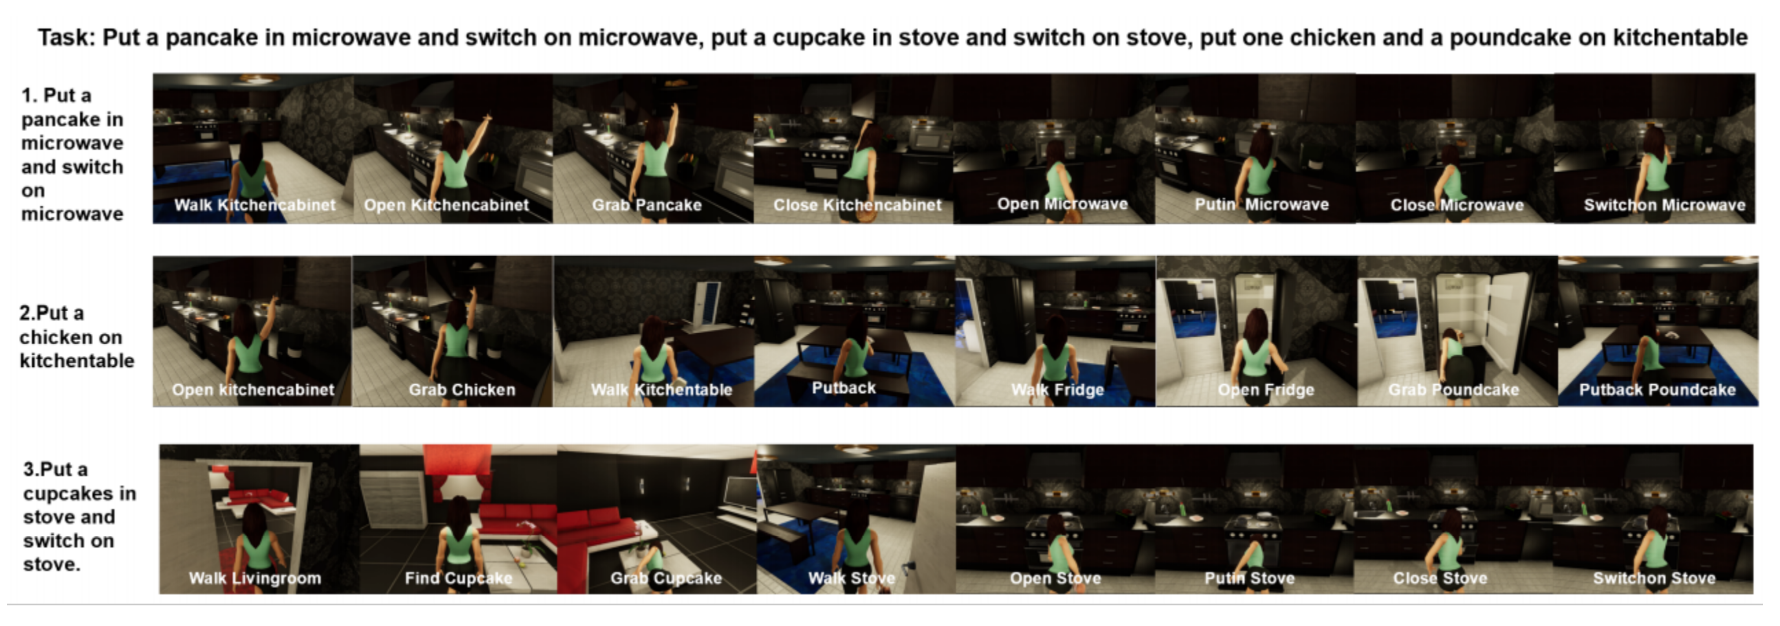 Task: Put a pancake in microwave and switch on microwave, put a cupcake in stove and switch on stove, put one chicken and a poundcake on kitchentable
1. Put a
pancake in
microwave
and switch
on
microwave
Walk Kitchencabinet
Open Kitchencabinet
Grab Pancake
Close Kitchencabinet
Open Microwave
Putin Microwave
Close Microwave
Switchon Microwave
2.Put a
chicken on
kitchentable
Open kitchencabinet
Grab Chicken
Walk Kitchentable
Putback
Walk Fridge
Open Fridge
Grab Poundcake
Putback Poundcake
3.Put a
cupcakes in
stove and
switch on
stove.
Walk Livingroom
Find Cupcake
Grab Cupcake
Walk Stove
Open Stove
Putin Stove
Close Stove
Switchon Stove